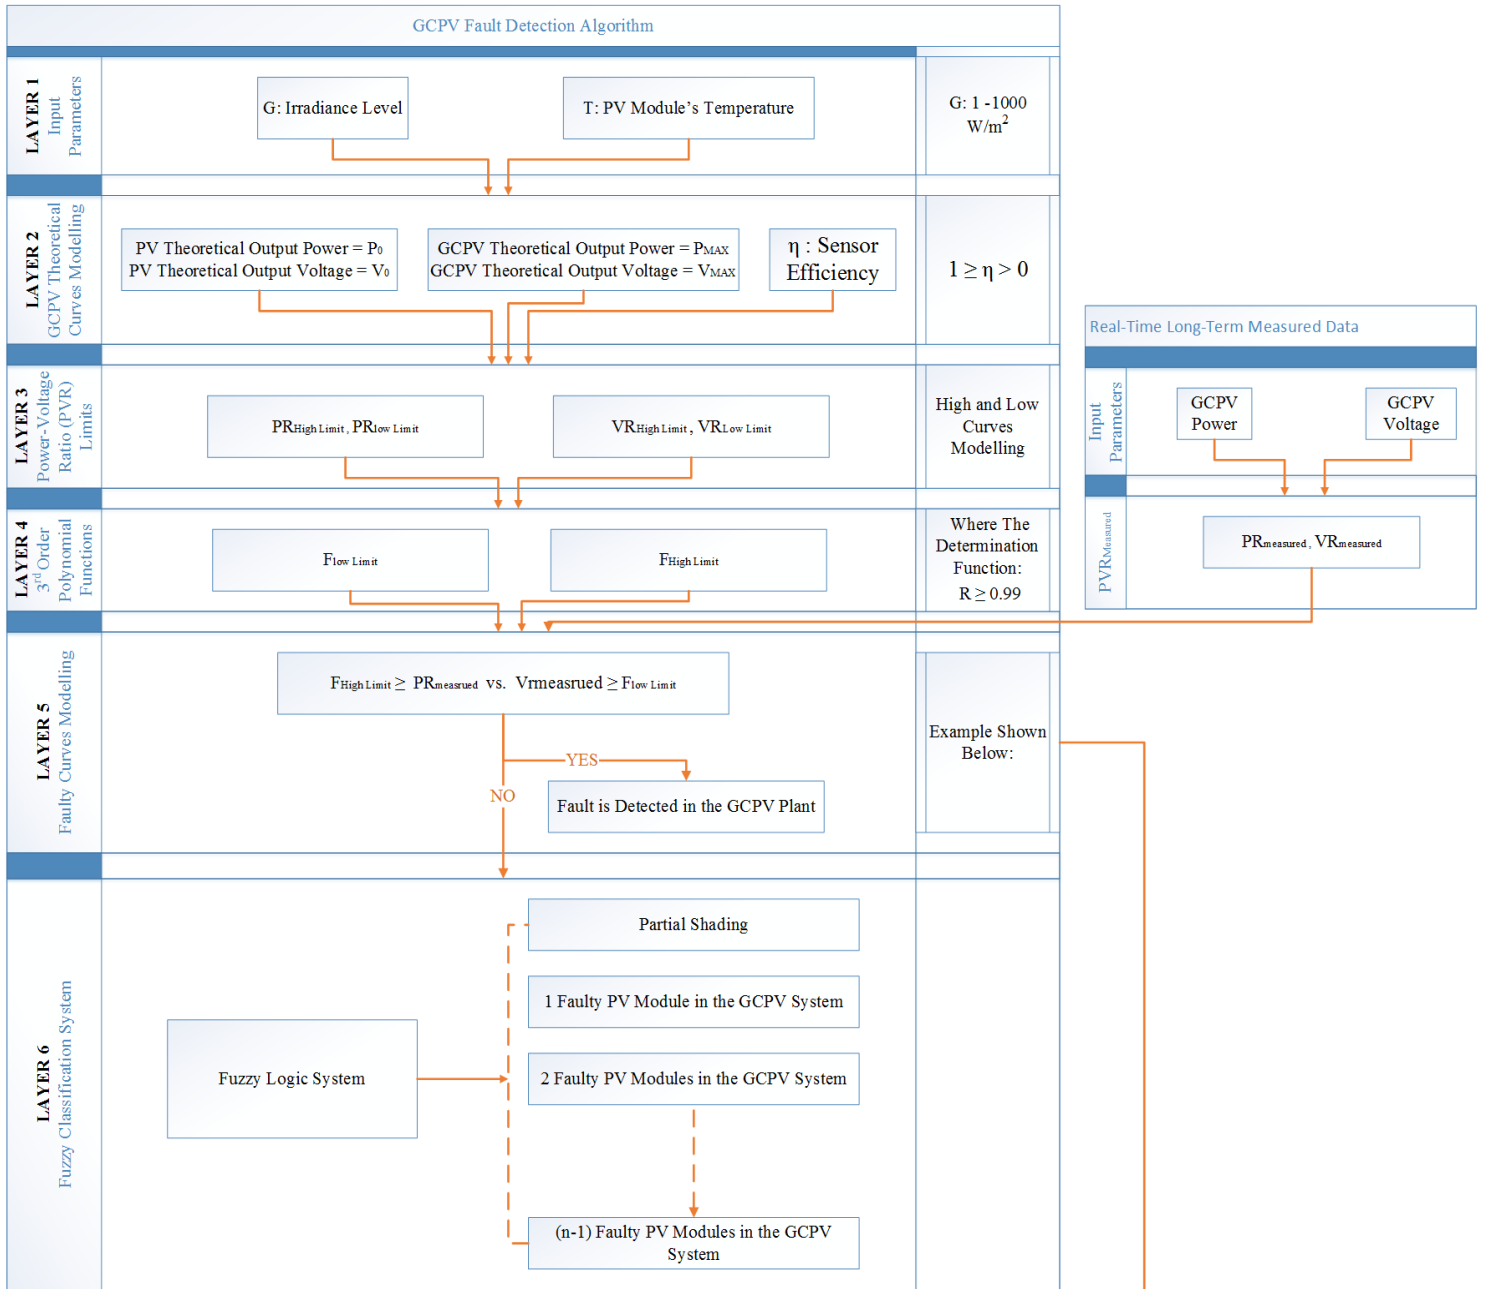 GCPV Fault Detection Algorithm
LAYER 1
Input
Parameters
G: Irradiance Level
T: PV Module's Temperature
G: 1 -1000
W/m²
LAYER 2
GCPV Theoretical
Curves Modelling
PV Theoretical Output Power = P0
PV Theoretical Output Voltage = V0
GCPV Theoretical Output Power = PMAX
GCPV Theoretical Output Voltage = VMAX
η : Sensor
Efficiency
1 ≥ η > 0
LAYER 3
Power-Voltage
Ratio (PVR)
Limits
PRHigh Limit , PRlow Limit
VRHigh Limit , VRLow Limit
High and Low
Curves
Modelling
LAYER 4
3rd Order
Polynomial
Functions
Flow Limit
FHigh Limit
Where The
Determination
Function:
R ≥ 0.99
Real-Time Long-Term Measured Data
Input
Parameters
GCPV
Power
GCPV
Voltage
PVRMeasured
PRmeasured , VRmeasured
LAYER 5
Faulty Curves Modelling
FHigh Limit ≥ PRmeasrued vs. Vrmeasrued ≥ Flow Limit
YES
NO
Fault is Detected in the GCPV Plant
Example Shown
Below:
LAYER 6
Fuzzy Classification System
Fuzzy Logic System
Partial Shading
1 Faulty PV Module in the GCPV System
2 Faulty PV Modules in the GCPV System
(n-1) Faulty PV Modules in the GCPV
System